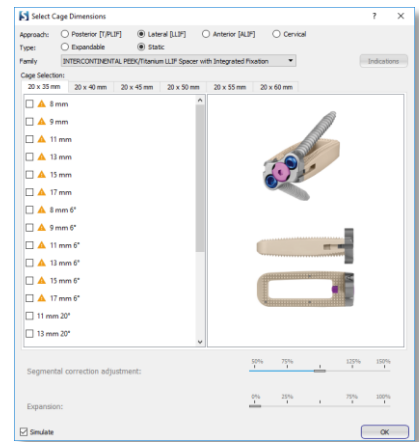 Select Cage Dimensions ? ×
Approach: Posterior [T/PLIF] Lateral [LLIF] Anterior [ALIF] Cervical
Type: Expandable Static
Family INTERCONTINENTAL PEEK/Titanium LLIF Spacer with Integrated Fixation Indications
Cage Selection:
20 x 35 mm 20 x 40 mm 20 x 45 mm 20 x 50 mm 20 x 55 mm 20 x 60 mm
8 mm
9 mm
11 mm
13 mm
15 mm
17 mm
8 mm 6°
9 mm 6°
11 mm 6°
13 mm 6°
15 mm 6°
17 mm 6°
11 mm 20°
13 mm 20°
50% 75% 125% 150%
Segmental correction adjustment:
0% 25% 75% 100%
Expansion:
Simulate OK